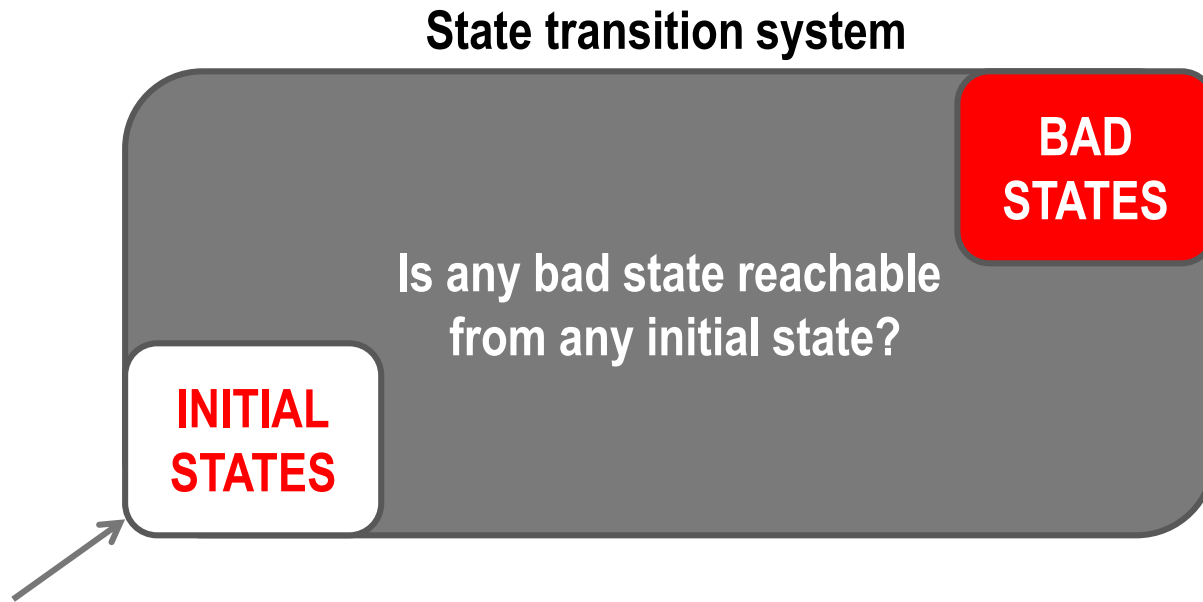 State transition system
BAD
STATES
Is any bad state reachable
from any initial state?
INITIAL
STATES